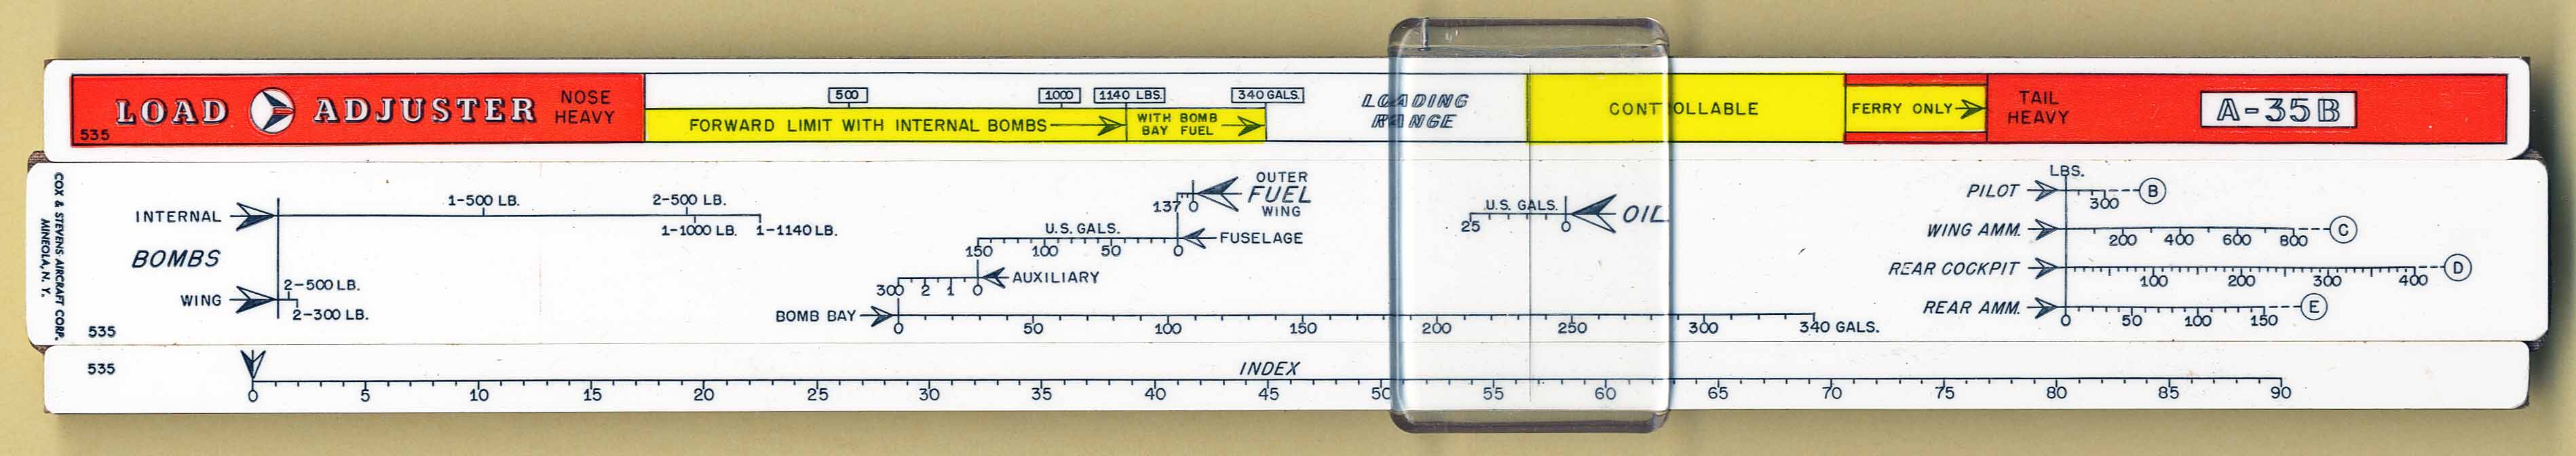 LOAD ADJUSTER
535
NOSE HEAVY
500
1000
1140 LBS.
340 GALS.
FORWARD LIMIT WITH INTERNAL BOMBS
WITH BOMB BAY FUEL
LOADING RANGE
CONTROLLABLE
FERRY ONLY
TAIL HEAVY
A-35B
COX & STEVENS AIRCRAFT CORP.
MINEOLA, N. Y.
INTERNAL
1-500 LB.
2-500 LB.
1-1000 LB.
1-1140 LB.
BOMBS
WING
2-500 LB.
2-300 LB.
535
OUTER
FUEL
WING
137 0
U.S. GALS.
150 100 50 0
FUSELAGE
300 2 1 0
AUXILIARY
BOMB BAY
0 50 100 150 200 250 300 340 GALS.
U.S. GALS.
25 0
OIL
LBS.
PILOT
300
B
WING AMM.
200 400 600 800
C
REAR COCKPIT
100 200 300 400
D
REAR AMM.
0 50 100 150
E
535
INDEX
0 5 10 15 20 25 30 35 40 45 50 55 60 65 70 75 80 85 90